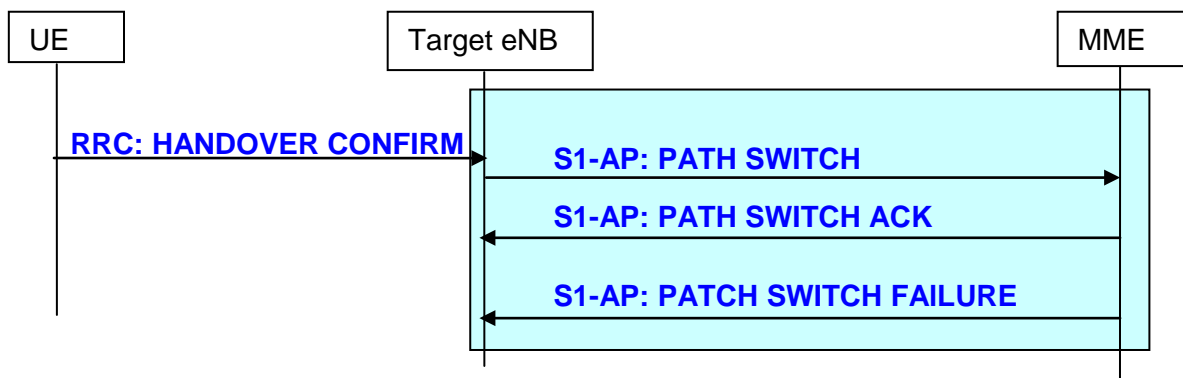 UE
Target eNB
MME
RRC: HANDOVER CONFIRM
S1-AP: PATH SWITCH
S1-AP: PATH SWITCH ACK
S1-AP: PATCH SWITCH FAILURE